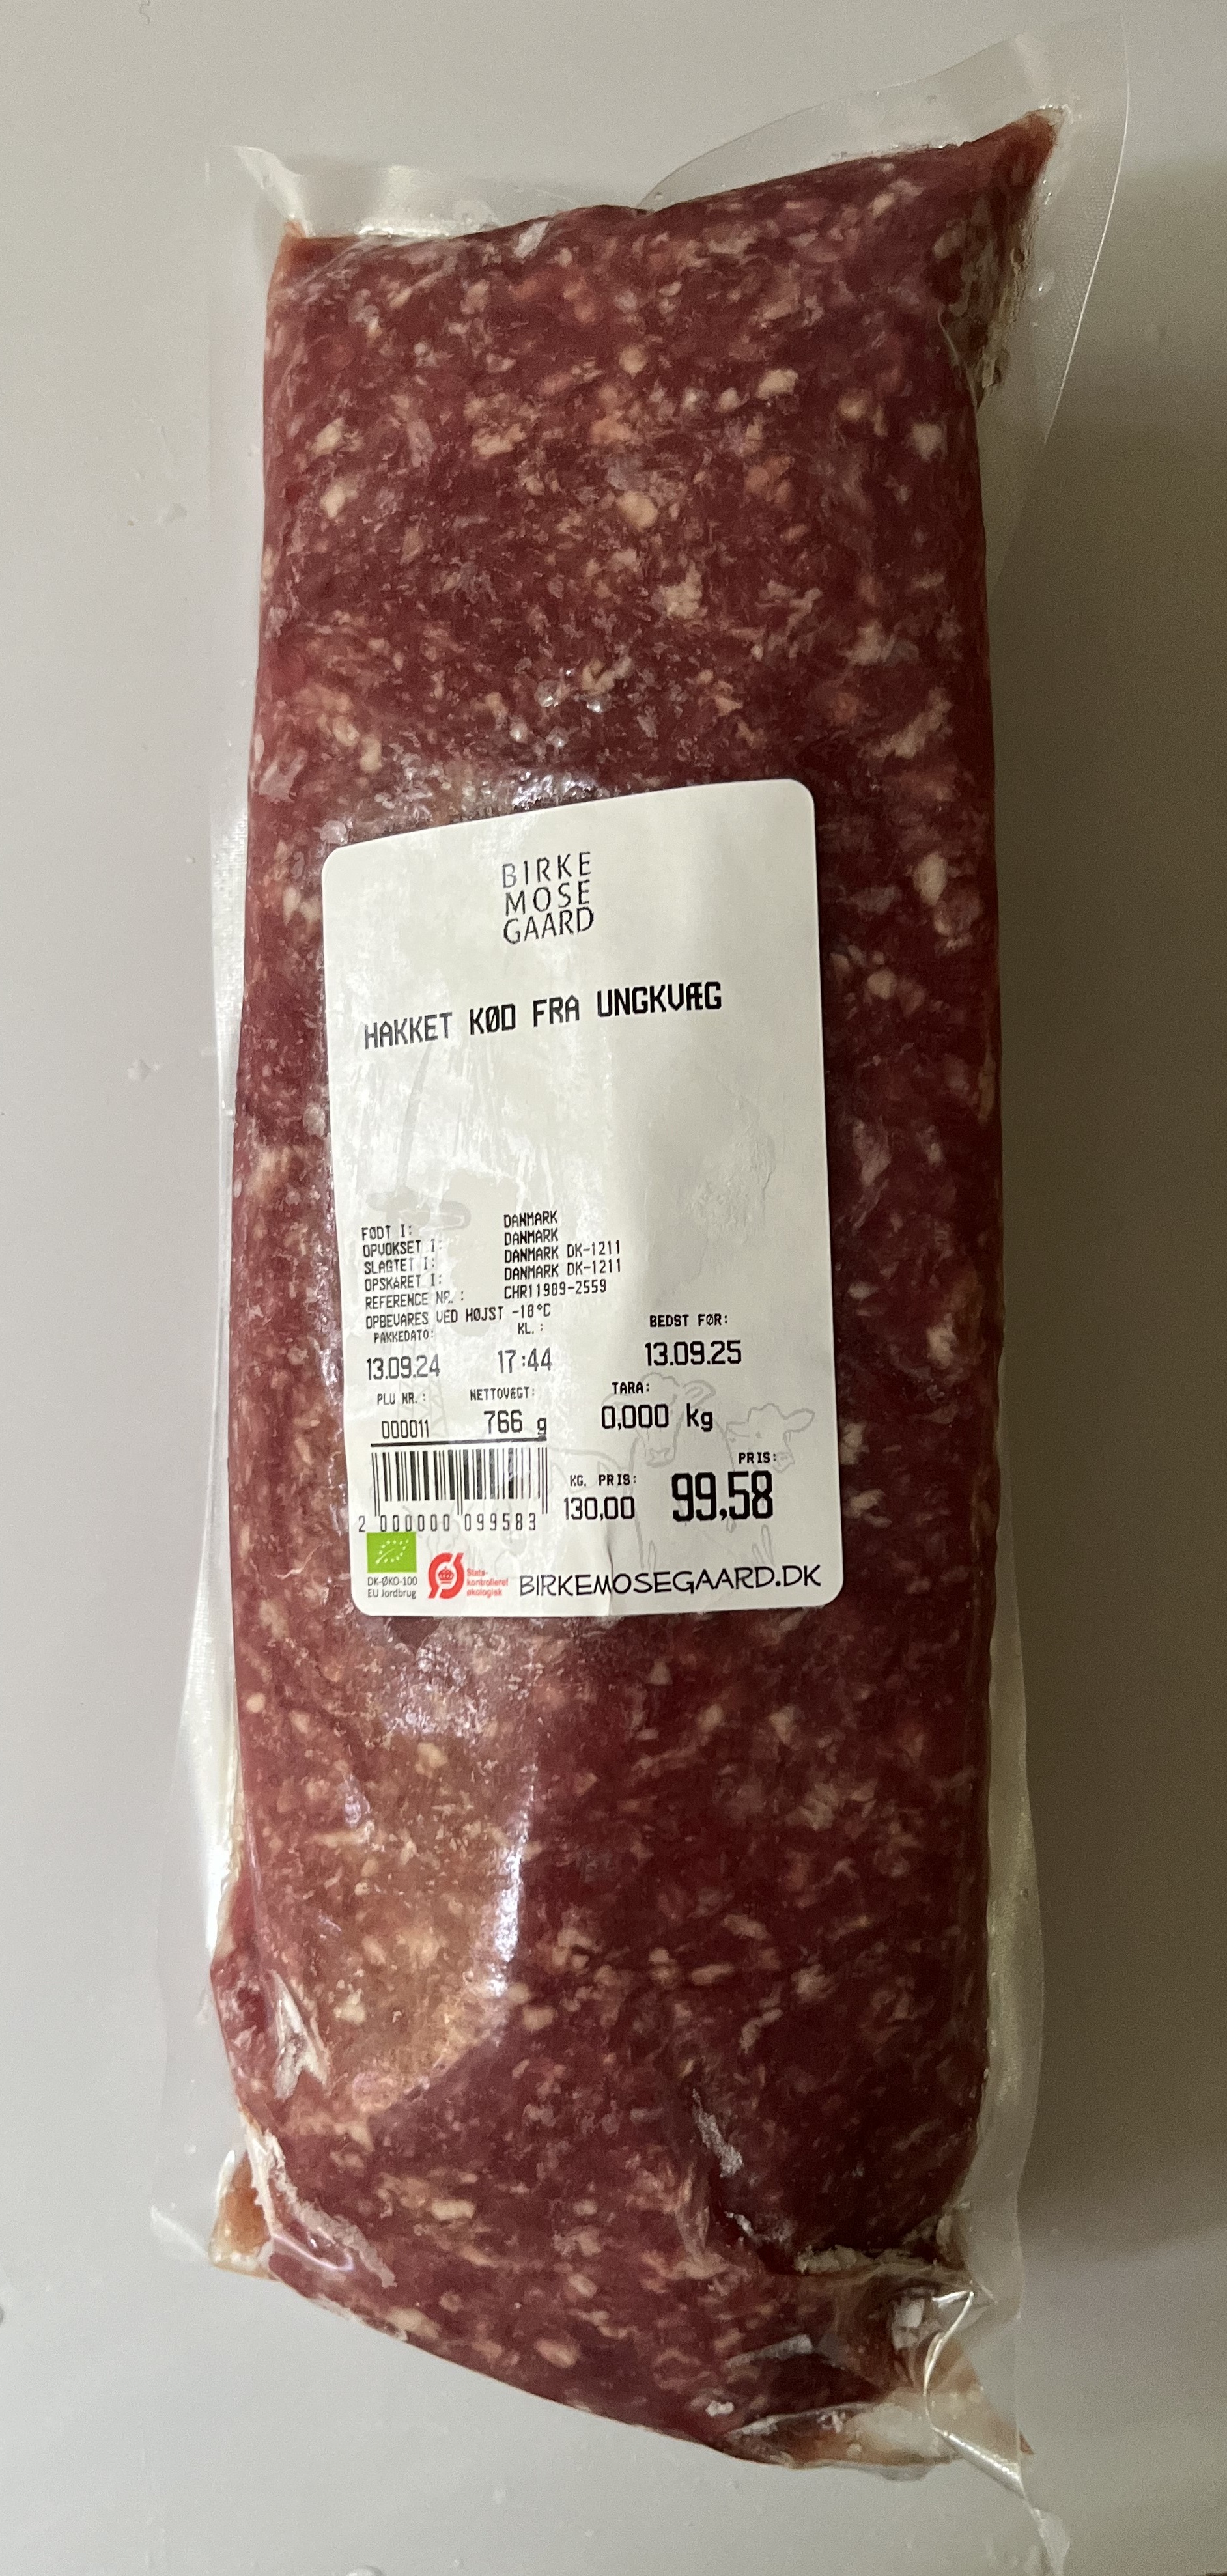 BIRKE
MOSE
GAARD
HAKKET KØD FRA UNGKVÆG
FØDT I: DANMARK
OPVOKSET I: DANMARK
SLAGTET I: DANMARK DK-1211
OPSKÅRET I: DANMARK DK-1211
REFERENCE NR. : CHR11989-2559
OPBEVARES VED HØJST -18°C
PAKKEDATO: KL. : BEDST FØR:
13.09.24 17:44 13.09.25
PLU NR. : NETTOVÆGT: TARA:
000011 766 g 0,000 kg
KG. PRIS: PRIS:
130,00 99,58
2 000000 099583
DK-ØKO-100
EU Jordbrug
Stats-
kontrolleret
økologisk
BIRKEMOSEGAARD.DK